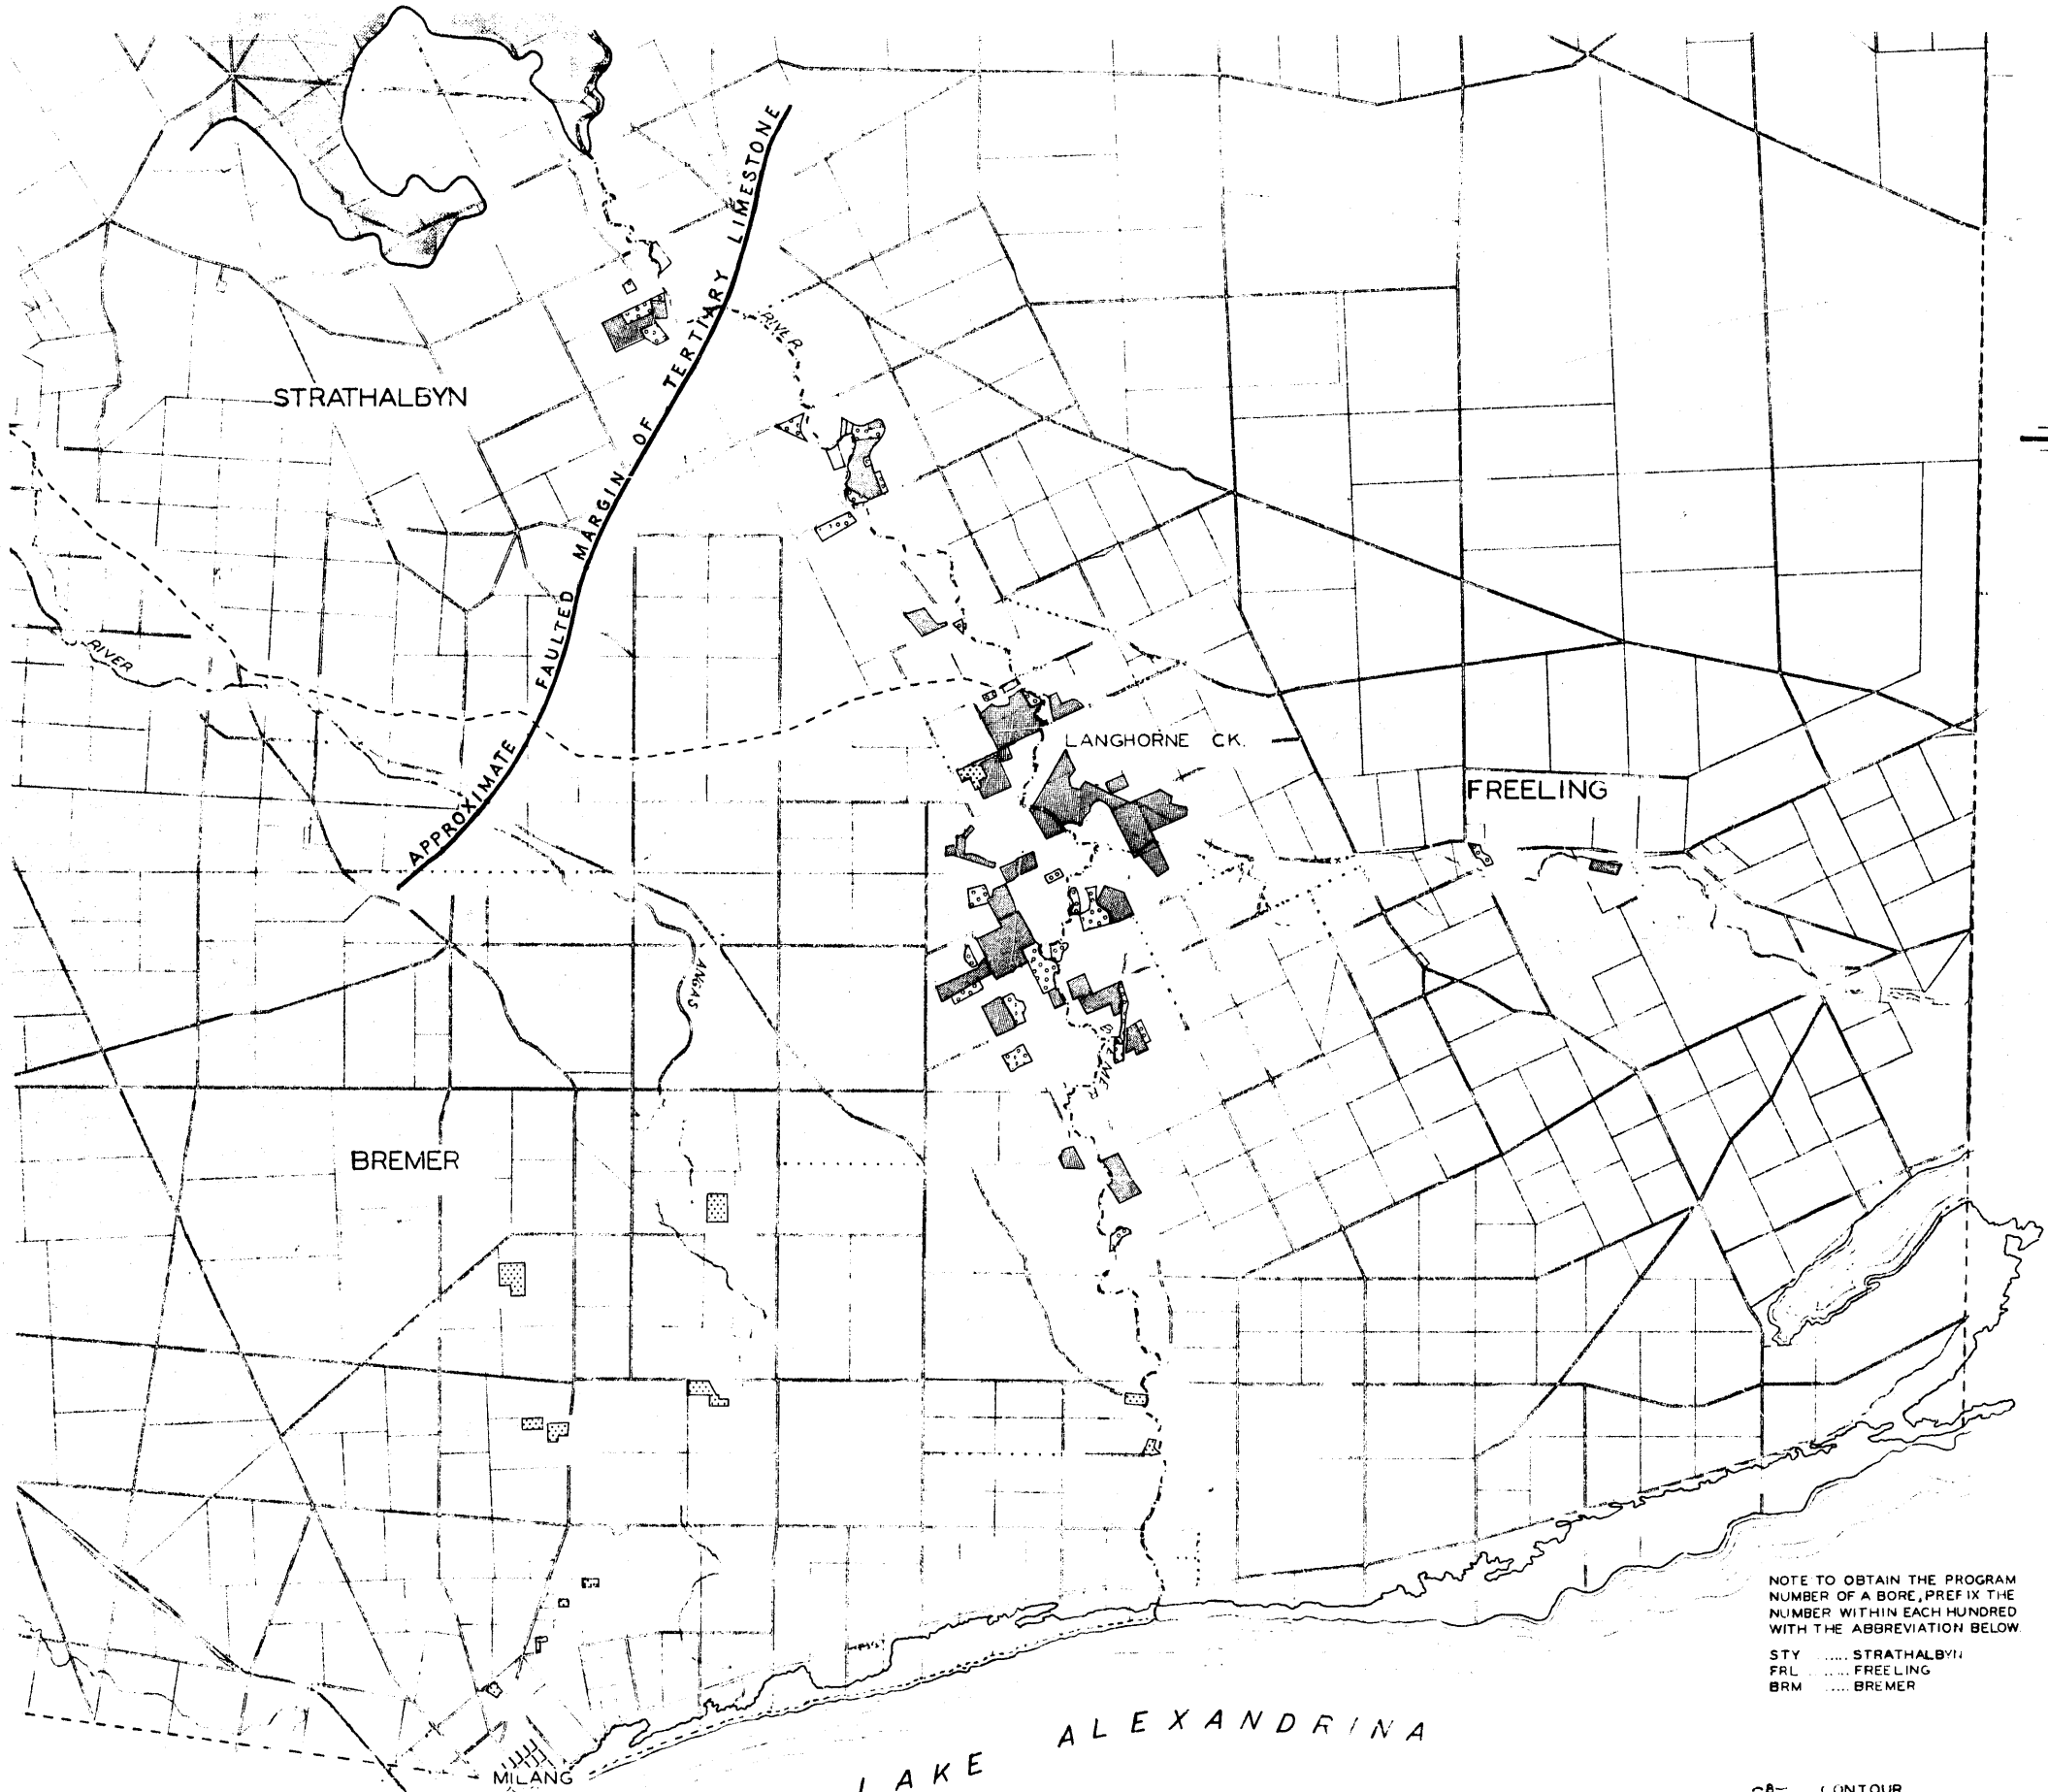 APPROXIMATE FAULTED MARGIN OF TERTIARY LIMESTONE
RIVER
STRATHALBYN
RIVER
LANGHORNE CK.
FREELING
ANGAS
BREMER
BREMER
NOTE TO OBTAIN THE PROGRAM
NUMBER OF A BORE, PREFIX THE
NUMBER WITHIN EACH HUNDRED
WITH THE ABBREVIATION BELOW.
STY ..... STRATHALBYN
FRL ..... FREELING
BRM ..... BREMER
LAKE ALEXANDRINA
MILANG
CONTOUR